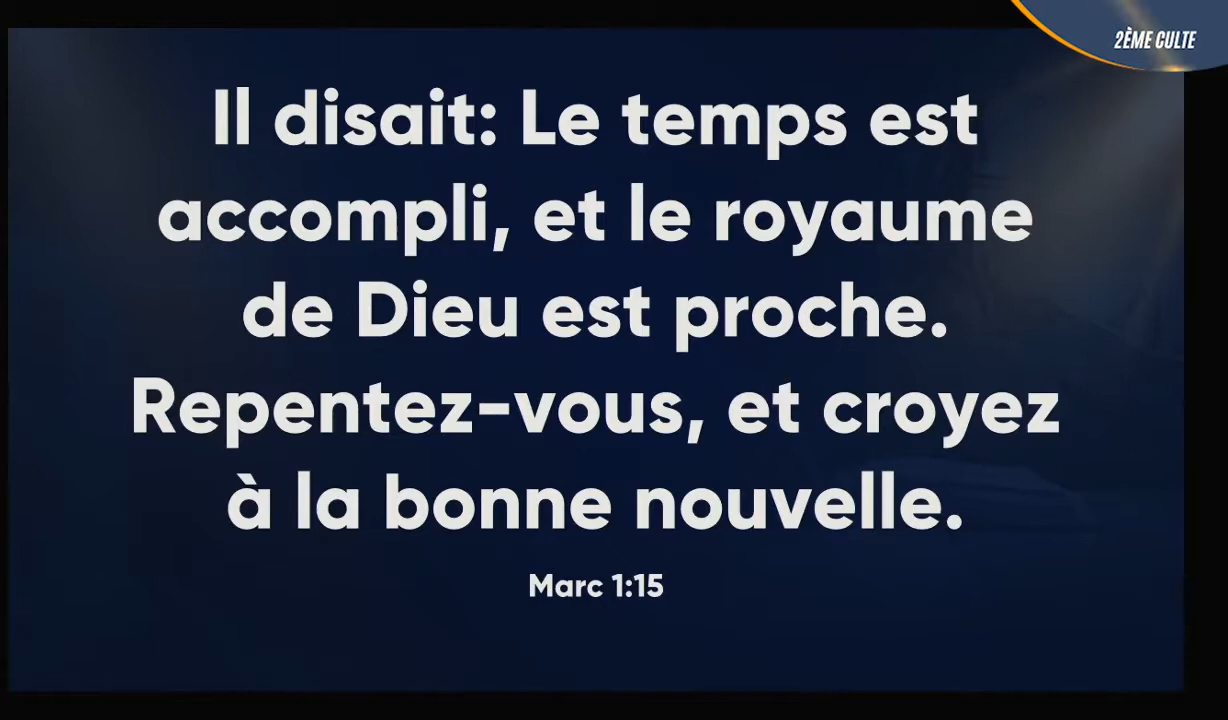 2ÈME CULTE
Il disait: Le temps est
accompli, et le royaume
de Dieu est proche.
Repentez-vous, et croyez
à la bonne nouvelle.
Marc 1:15